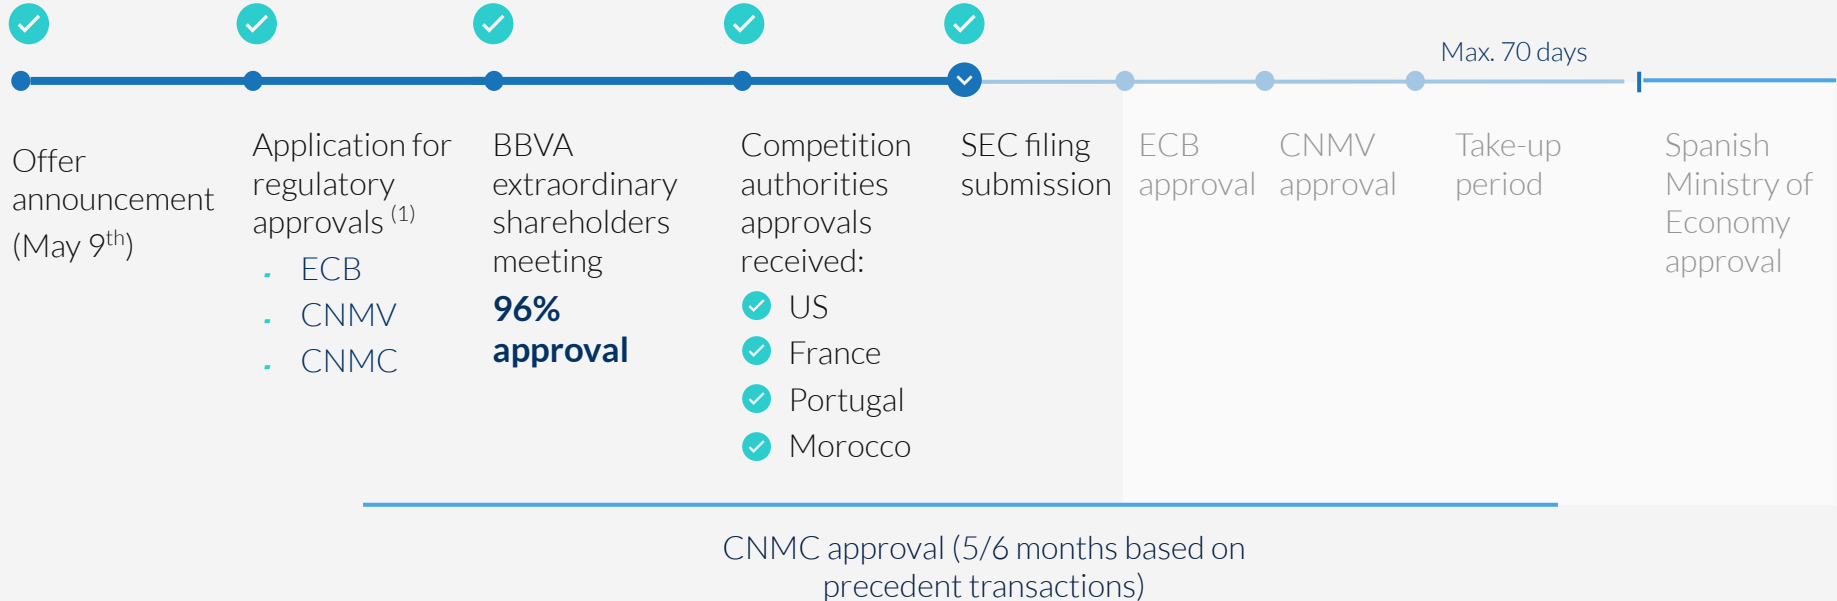 Max. 70 days
Offer
announcement
(May 9th)
Application for
regulatory
approvals (1)
- ECB
- CNMV
- CNMC
BBVA
extraordinary
shareholders
meeting
96%
approval
Competition
authorities
approvals
received:
US
France
Portugal
Morocco
SEC filing
submission
ECB
approval
CNMV
approval
Take-up
period
Spanish
Ministry of
Economy
approval
CNMC approval (5/6 months based on
precedent transactions)